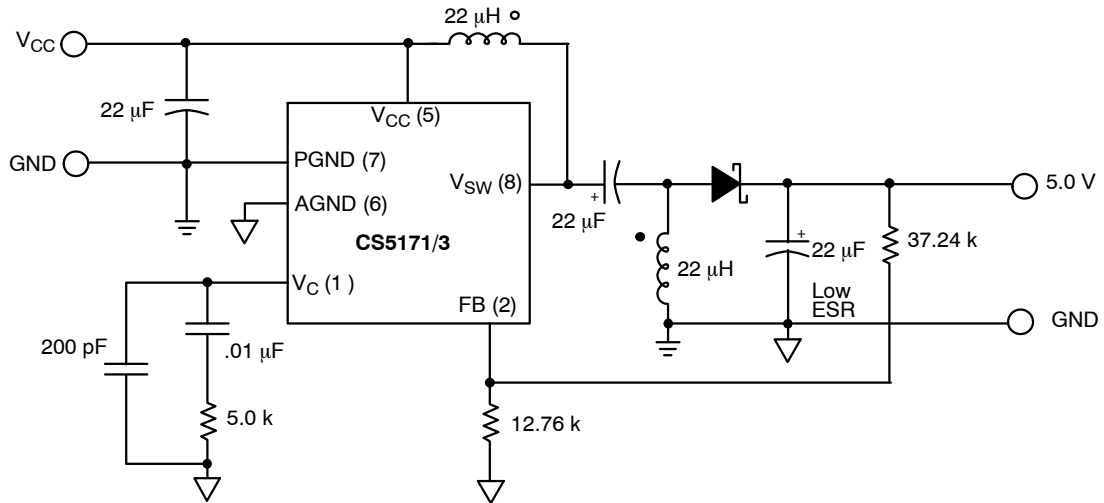 22 μH
VCC
VCC (5)
22 μF
GND
PGND (7)
VSW (8)
5.0 V
AGND (6)
+
22 μF
CS5171/3
+
22 μF
37.24 k
22 μH
VC (1 )
Low
ESR
FB (2)
GND
200 pF
.01 μF
5.0 k
12.76 k